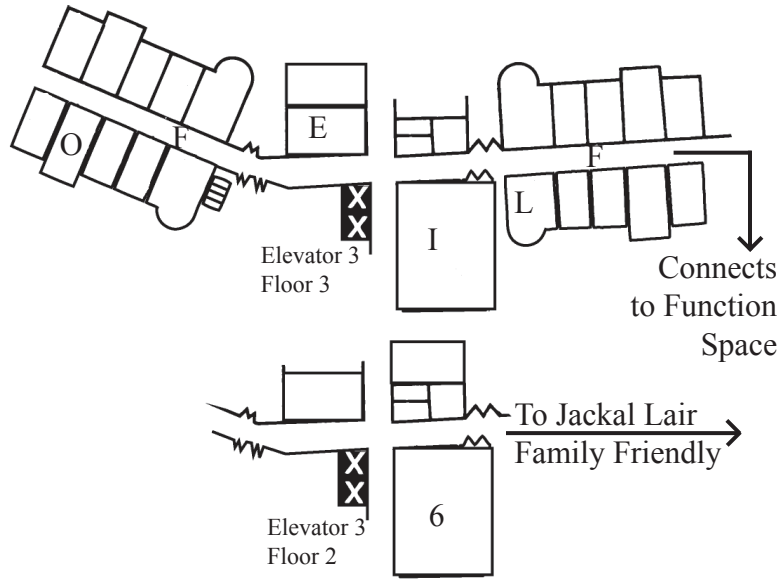 E
F
O
F
L
X
X
I
Elevator 3
Floor 3
Connects
to Function
Space
To Jackal Lair
Family Friendly
X
X
6
Elevator 3
Floor 2